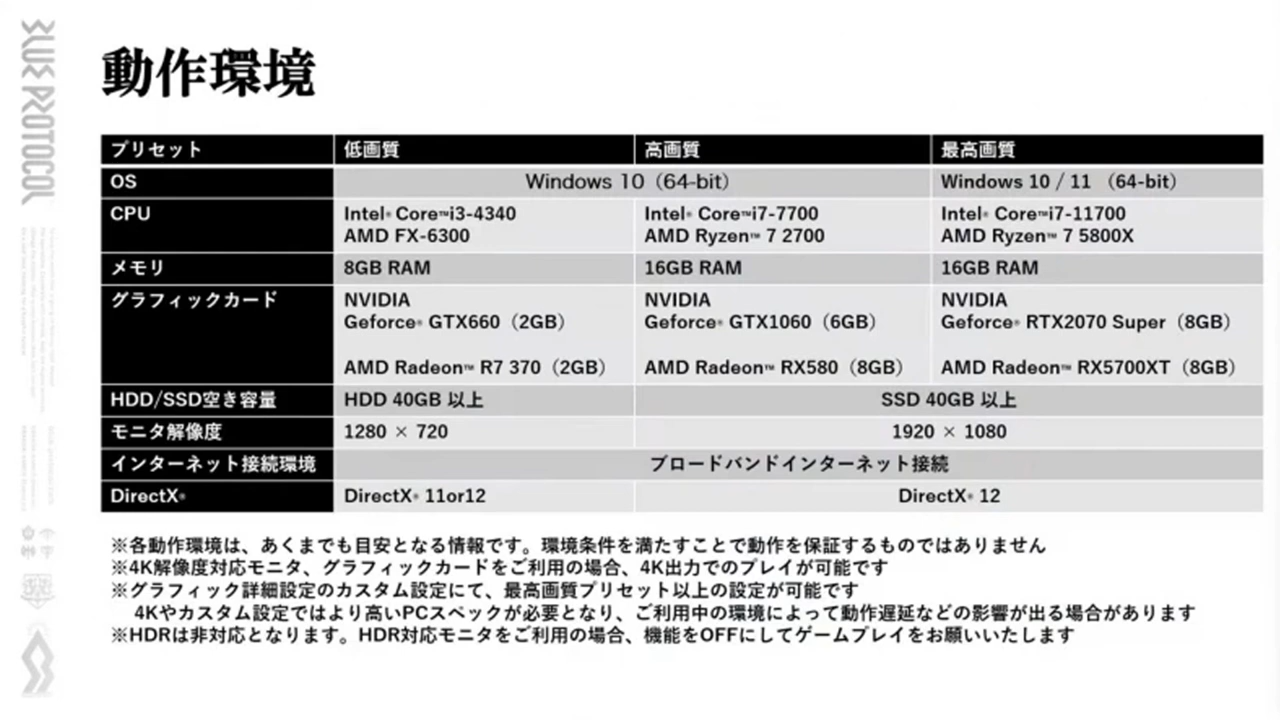 BLUE PROTOCOL
動作環境
プリセット 低画質 高画質 最高画質
OS Windows 10（64-bit） Windows 10 / 11 （64-bit）
CPU Intel® Core™i3-4340 Intel® Core™i7-7700 Intel® Core™i7-11700
AMD FX-6300 AMD Ryzen™ 7 2700 AMD Ryzen™ 7 5800X
メモリ 8GB RAM 16GB RAM 16GB RAM
グラフィックカード NVIDIA NVIDIA NVIDIA
Geforce® GTX660（2GB） Geforce® GTX1060（6GB） Geforce® RTX2070 Super（8GB）
AMD Radeon™ R7 370（2GB） AMD Radeon™ RX580（8GB） AMD Radeon™ RX5700XT（8GB）
HDD/SSD空き容量 HDD 40GB 以上 SSD 40GB 以上
モニタ解像度 1280 × 720 1920 × 1080
インターネット接続環境 ブロードバンドインターネット接続
DirectX® DirectX® 11or12 DirectX® 12
※各動作環境は、あくまでも目安となる情報です。環境条件を満たすことで動作を保証するものではありません
※4K解像度対応モニタ、グラフィックカードをご利用の場合、4K出力でのプレイが可能です
※グラフィック詳細設定のカスタム設定にて、最高画質プリセット以上の設定が可能です
4Kやカスタム設定ではより高いPCスペックが必要となり、ご利用中の環境によって動作遅延などの影響が出る場合があります
※HDRは非対応となります。HDR対応モニタをご利用の場合、機能をOFFにしてゲームプレイをお願いいたします